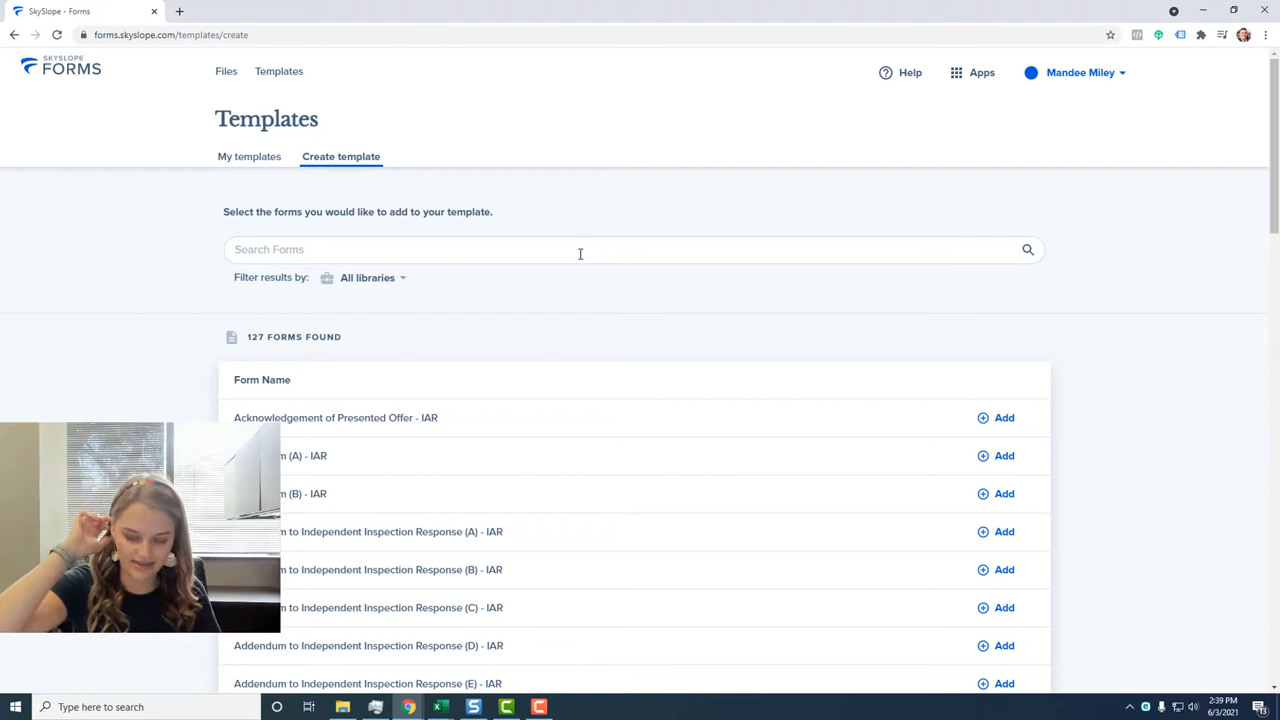 SkySlope - Forms
forms.skyslope.com/templates/create
SKYSLOPE
FORMS
Files
Templates
Help
Apps
Mandee Miley
Templates
My templates
Create template
Select the forms you would like to add to your template.
Search Forms
Filter results by:
All libraries
127 FORMS FOUND
Form Name
Acknowledgement of Presented Offer - IAR
Add
m (A) - IAR
Add
m (B) - IAR
Add
m to Independent Inspection Response (A) - IAR
Add
m to Independent Inspection Response (B) - IAR
Add
m to Independent Inspection Response (C) - IAR
Add
Addendum to Independent Inspection Response (D) - IAR
Add
Addendum to Independent Inspection Response (E) - IAR
Add
Type here to search
2:39 PM
6/3/2021